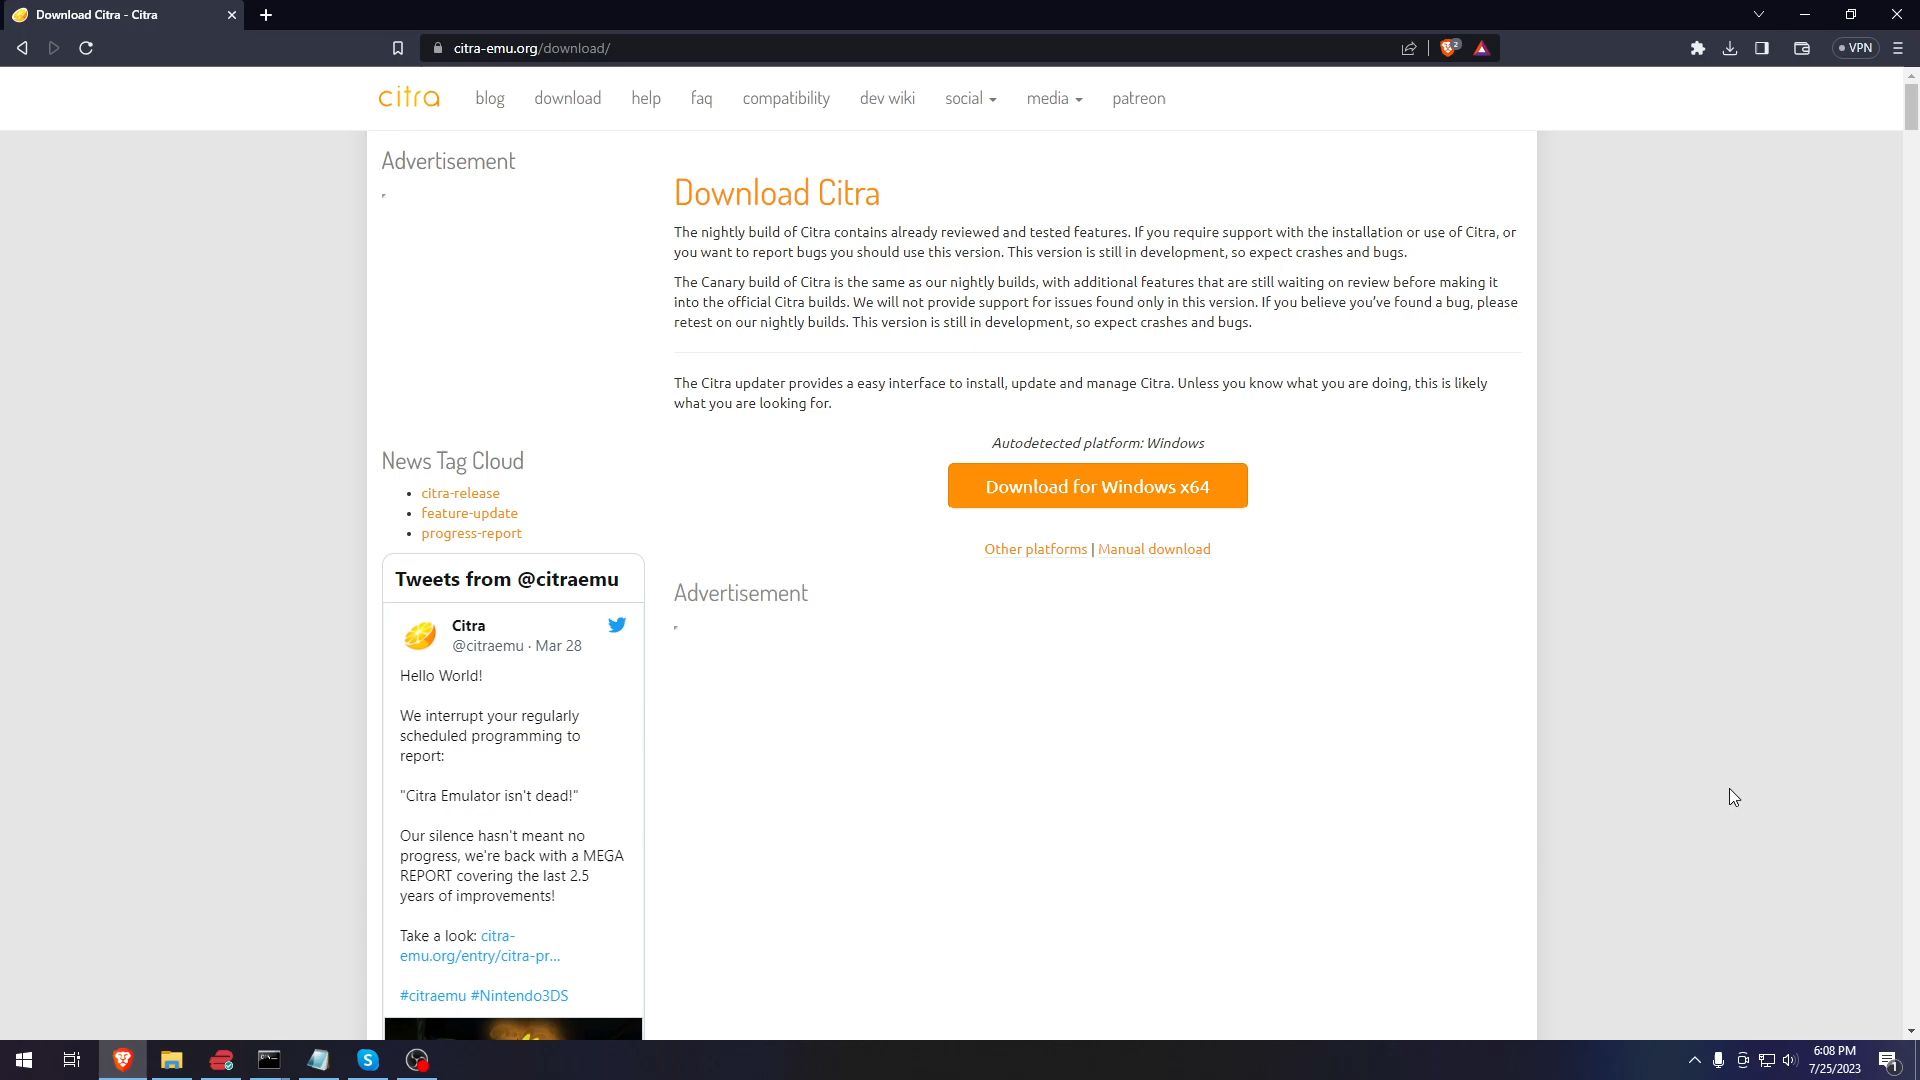 Download Citra - Citra
citra-emu.org/download/
2
VPN
citra
blog
download
help
faq
compatibility
dev wiki
social
media
patreon
Advertisement
Download Citra
The nightly build of Citra contains already reviewed and tested features. If you require support with the installation or use of Citra, or
you want to report bugs you should use this version. This version is still in development, so expect crashes and bugs.
The Canary build of Citra is the same as our nightly builds, with additional features that are still waiting on review before making it
into the official Citra builds. We will not provide support for issues found only in this version. If you believe you've found a bug, please
retest on our nightly builds. This version is still in development, so expect crashes and bugs.
The Citra updater provides a easy interface to install, update and manage Citra. Unless you know what you are doing, this is likely
what you are looking for.
Autodetected platform: Windows
Download for Windows x64
Other platforms | Manual download
Advertisement
News Tag Cloud
citra-release
feature-update
progress-report
Tweets from @citraemu
Citra
@citraemu · Mar 28
Hello World!
We interrupt your regularly
scheduled programming to
report:
"Citra Emulator isn't dead!"
Our silence hasn't meant no
progress, we're back with a MEGA
REPORT covering the last 2.5
years of improvements!
Take a look: citra-
emu.org/entry/citra-pr...
#citraemu #Nintendo3DS
6:08 PM
7/25/2023
1